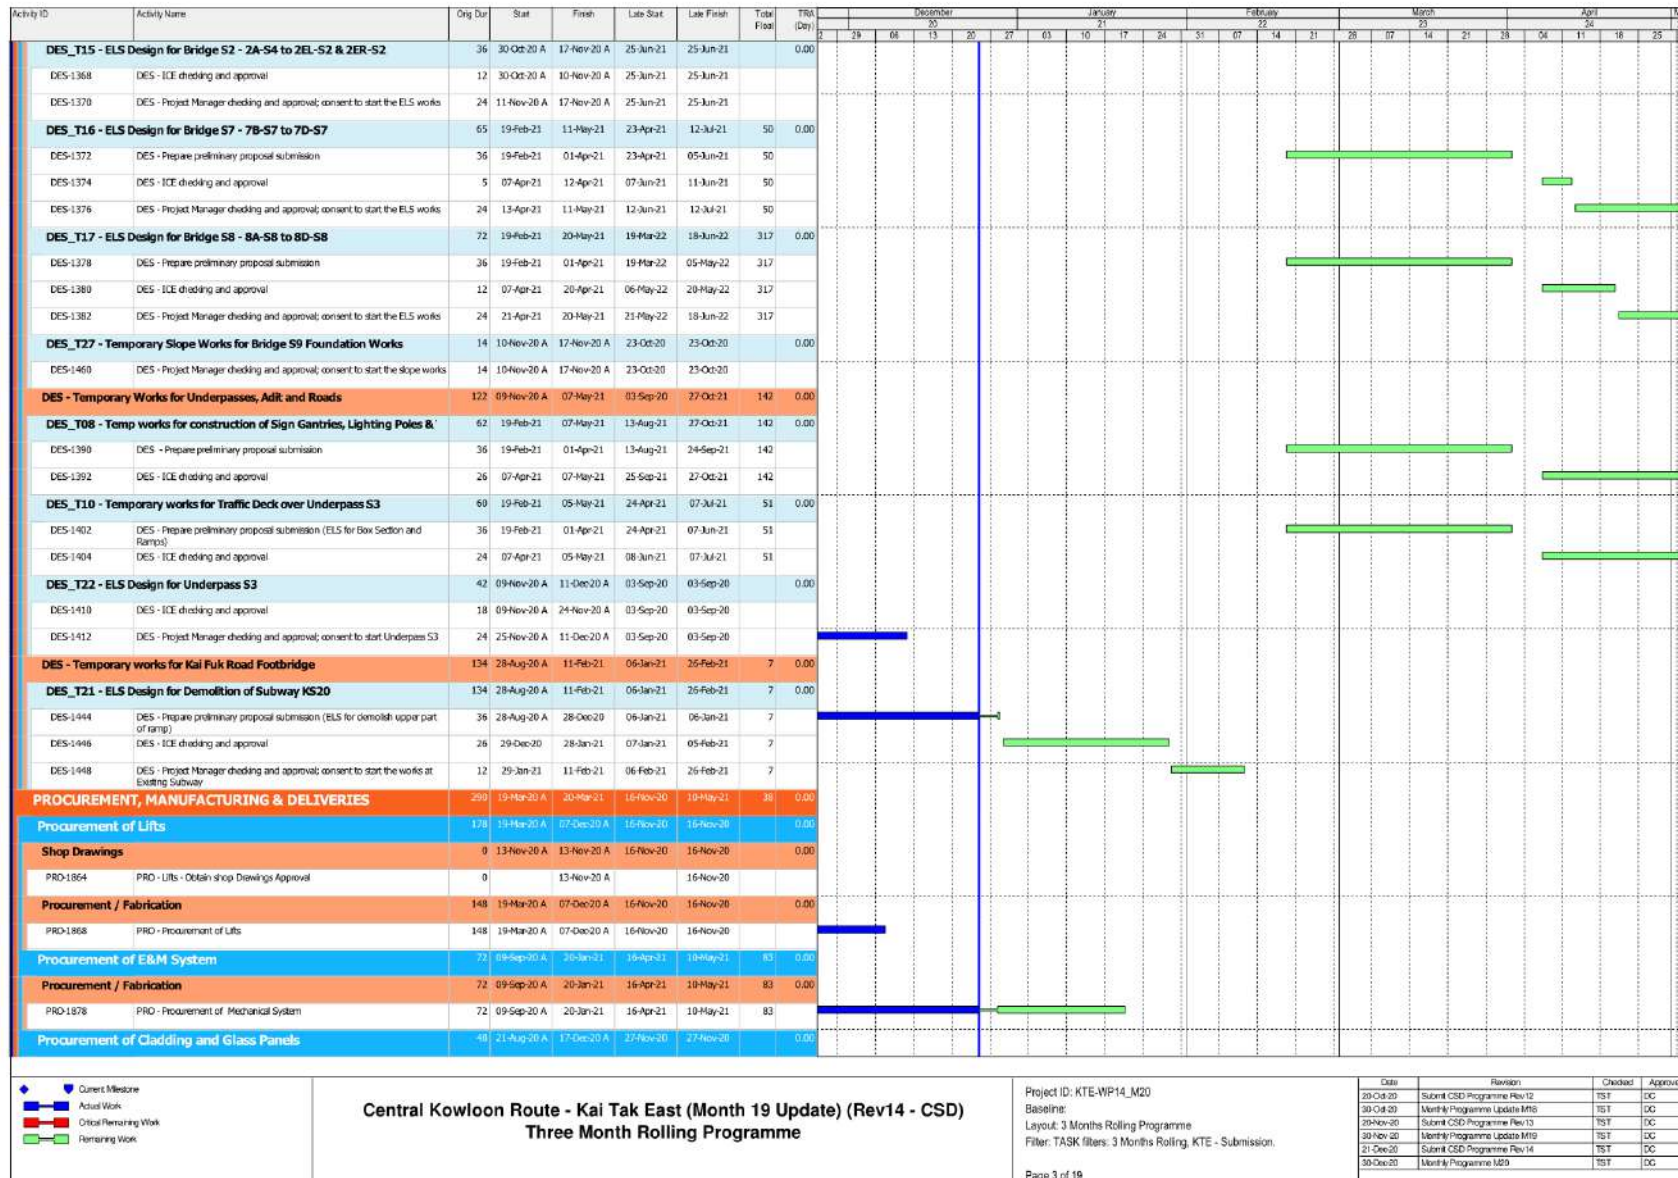 Activity ID Activity Name Orig Dur Start Finish Late Start Late Finish Total Float TRA (Day) December January February March April
20 21 22 23 24
29 06 13 20 27 03 10 17 24 31 07 14 21 28 07 14 21 28 04 11 18 25
DES_T15 - ELS Design for Bridge S2 - 2A-S4 to 2EL-S2 & 2ER-S2 36 30-Oct-20 A 17-Nov-20 A 25-Jun-21 25-Jun-21 0.00
DES-1368 DES - ICE checking and approval 12 30-Oct-20 A 10-Nov-20 A 25-Jun-21 25-Jun-21
DES-1370 DES - Project Manager checking and approval; consent to start the ELS works 24 11-Nov-20 A 17-Nov-20 A 25-Jun-21 25-Jun-21
DES_T16 - ELS Design for Bridge S7 - 7B-S7 to 7D-S7 65 19-Feb-21 11-May-21 23-Apr-21 12-Jul-21 50 0.00
DES-1372 DES - Prepare preliminary proposal submission 36 19-Feb-21 01-Apr-21 23-Apr-21 05-Jun-21 50
DES-1374 DES - ICE checking and approval 5 07-Apr-21 12-Apr-21 07-Jun-21 11-Jun-21 50
DES-1376 DES - Project Manager checking and approval; consent to start the ELS works 24 13-Apr-21 11-May-21 12-Jun-21 12-Jul-21 50
DES_T17 - ELS Design for Bridge S8 - 8A-S8 to 8D-S8 72 19-Feb-21 20-May-21 19-Mar-22 18-Jun-22 317 0.00
DES-1378 DES - Prepare preliminary proposal submission 36 19-Feb-21 01-Apr-21 19-Mar-22 05-May-22 317
DES-1380 DES - ICE checking and approval 12 07-Apr-21 20-Apr-21 06-May-22 20-May-22 317
DES-1382 DES - Project Manager checking and approval; consent to start the ELS works 24 21-Apr-21 20-May-21 21-May-22 18-Jun-22 317
DES_T27 - Temporary Slope Works for Bridge S9 Foundation Works 14 10-Nov-20 A 17-Nov-20 A 23-Oct-20 23-Oct-20 0.00
DES-1460 DES - Project Manager checking and approval; consent to start the slope works 14 10-Nov-20 A 17-Nov-20 A 23-Oct-20 23-Oct-20
DES - Temporary Works for Underpasses, Adit and Roads 122 09-Nov-20 A 07-May-21 03-Sep-20 27-Oct-21 142 0.00
DES_T08 - Temp works for construction of Sign Gantries, Lighting Poles & 62 19-Feb-21 07-May-21 13-Aug-21 27-Oct-21 142 0.00
DES-1390 DES - Prepare preliminary proposal submission 36 19-Feb-21 01-Apr-21 13-Aug-21 24-Sep-21 142
DES-1392 DES - ICE checking and approval 26 07-Apr-21 07-May-21 25-Sep-21 27-Oct-21 142
DES_T10 - Temporary works for Traffic Deck over Underpass S3 60 19-Feb-21 05-May-21 24-Apr-21 07-Jul-21 51 0.00
DES-1402 DES - Prepare preliminary proposal submission (ELS for Box Section and 36 19-Feb-21 01-Apr-21 24-Apr-21 07-Jun-21 51
Ramps)
DES-1404 DES - ICE checking and approval 24 07-Apr-21 05-May-21 08-Jun-21 07-Jul-21 51
DES_T22 - ELS Design for Underpass S3 42 09-Nov-20 A 11-Dec-20 A 03-Sep-20 03-Sep-20 0.00
DES-1410 DES - ICE checking and approval 18 09-Nov-20 A 24-Nov-20 A 03-Sep-20 03-Sep-20
DES-1412 DES - Project Manager checking and approval; consent to start Underpass S3 24 25-Nov-20 A 11-Dec-20 A 03-Sep-20 03-Sep-20
DES - Temporary works for Kai Fuk Road Footbridge 134 28-Aug-20 A 11-Feb-21 06-Jan-21 26-Feb-21 7 0.00
DES_T21 - ELS Design for Demolition of Subway KS20 134 28-Aug-20 A 11-Feb-21 06-Jan-21 26-Feb-21 7 0.00
DES-1444 DES - Prepare preliminary proposal submission (ELS for demolish upper part 36 28-Aug-20 A 28-Dec-20 06-Jan-21 06-Jan-21 7
of ramp)
DES-1446 DES - ICE checking and approval 26 29-Dec-20 28-Jan-21 07-Jan-21 05-Feb-21 7
DES-1448 DES - Project Manager checking and approval; consent to start the works at 12 29-Jan-21 11-Feb-21 06-Feb-21 26-Feb-21 7
Existing Subway
PROCUREMENT, MANUFACTURING & DELIVERIES 290 19-Mar-20 A 20-Mar-21 16-Nov-20 10-May-21 38 0.00
Procurement of Lifts 178 19-Mar-20 A 07-Dec-20 A 16-Nov-20 16-Nov-20 0.00
Shop Drawings 0 13-Nov-20 A 13-Nov-20 A 16-Nov-20 16-Nov-20 0.00
PRO-1864 PRO - Lifts - Obtain shop Drawings Approval 0 13-Nov-20 A 16-Nov-20
Procurement / Fabrication 148 19-Mar-20 A 07-Dec-20 A 16-Nov-20 16-Nov-20 0.00
PRO-1868 PRO - Procurement of Lifts 148 19-Mar-20 A 07-Dec-20 A 16-Nov-20 16-Nov-20
Procurement of E&M System 72 09-Sep-20 A 20-Jan-21 16-Apr-21 10-May-21 83 0.00
Procurement / Fabrication 72 09-Sep-20 A 20-Jan-21 16-Apr-21 10-May-21 83 0.00
PRO-1878 PRO - Procurement of Mechanical System 72 09-Sep-20 A 20-Jan-21 16-Apr-21 10-May-21 83
Procurement of Cladding and Glass Panels 48 21-Aug-20 A 17-Dec-20 A 27-Nov-20 27-Nov-20 0.00
Current Milestone
Actual Work
Critical Remaining Work
Remaining Work
Central Kowloon Route - Kai Tak East (Month 19 Update) (Rev14 - CSD)
Three Month Rolling Programme
Project ID: KTE-WP14_M20
Baseline:
Layout: 3 Months Rolling Programme
Filter: TASK filters: 3 Months Rolling, KTE - Submission.
Page 3 of 19
Date Revision Checked Approve
20-Oct-20 Submit CSD Programme Rev12 TST DC
30-Oct-20 Monthly Programme Update M18 TST DC
20-Nov-20 Submit CSD Programme Rev13 TST DC
30-Nov-20 Monthly Programme Update M19 TST DC
21-Dec-20 Submit CSD Programme Rev14 TST DC
30-Dec-20 Monthly Programme M20 TST DC